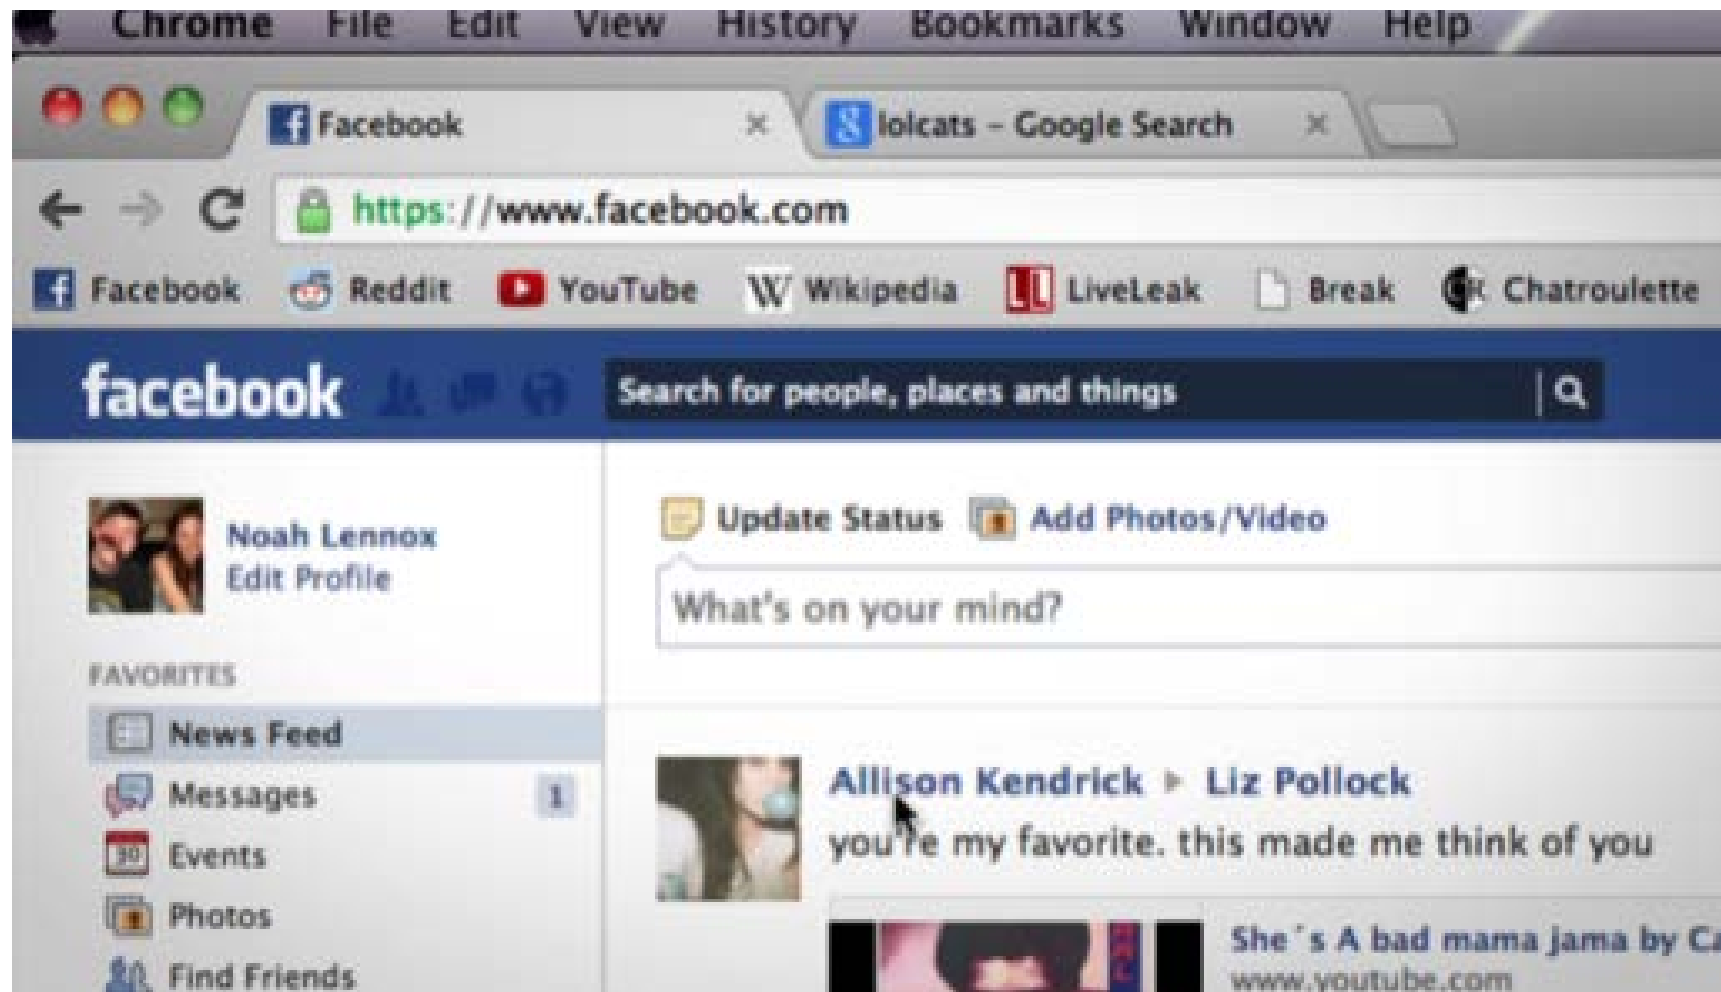 Chrome File Edit View History Bookmarks Window Help
Facebook lolcats – Google Search
https://www.facebook.com
Facebook Reddit YouTube Wikipedia LiveLeak Break Chatroulette
facebook Search for people, places and things
Noah Lennox
Edit Profile
Update Status Add Photos/Video
What's on your mind?
FAVORITES
News Feed
Messages 1
Events
Photos
Find Friends
Allison Kendrick Liz Pollock
you're my favorite. this made me think of you
She´s A bad mama jama by Ca
www.youtube.com